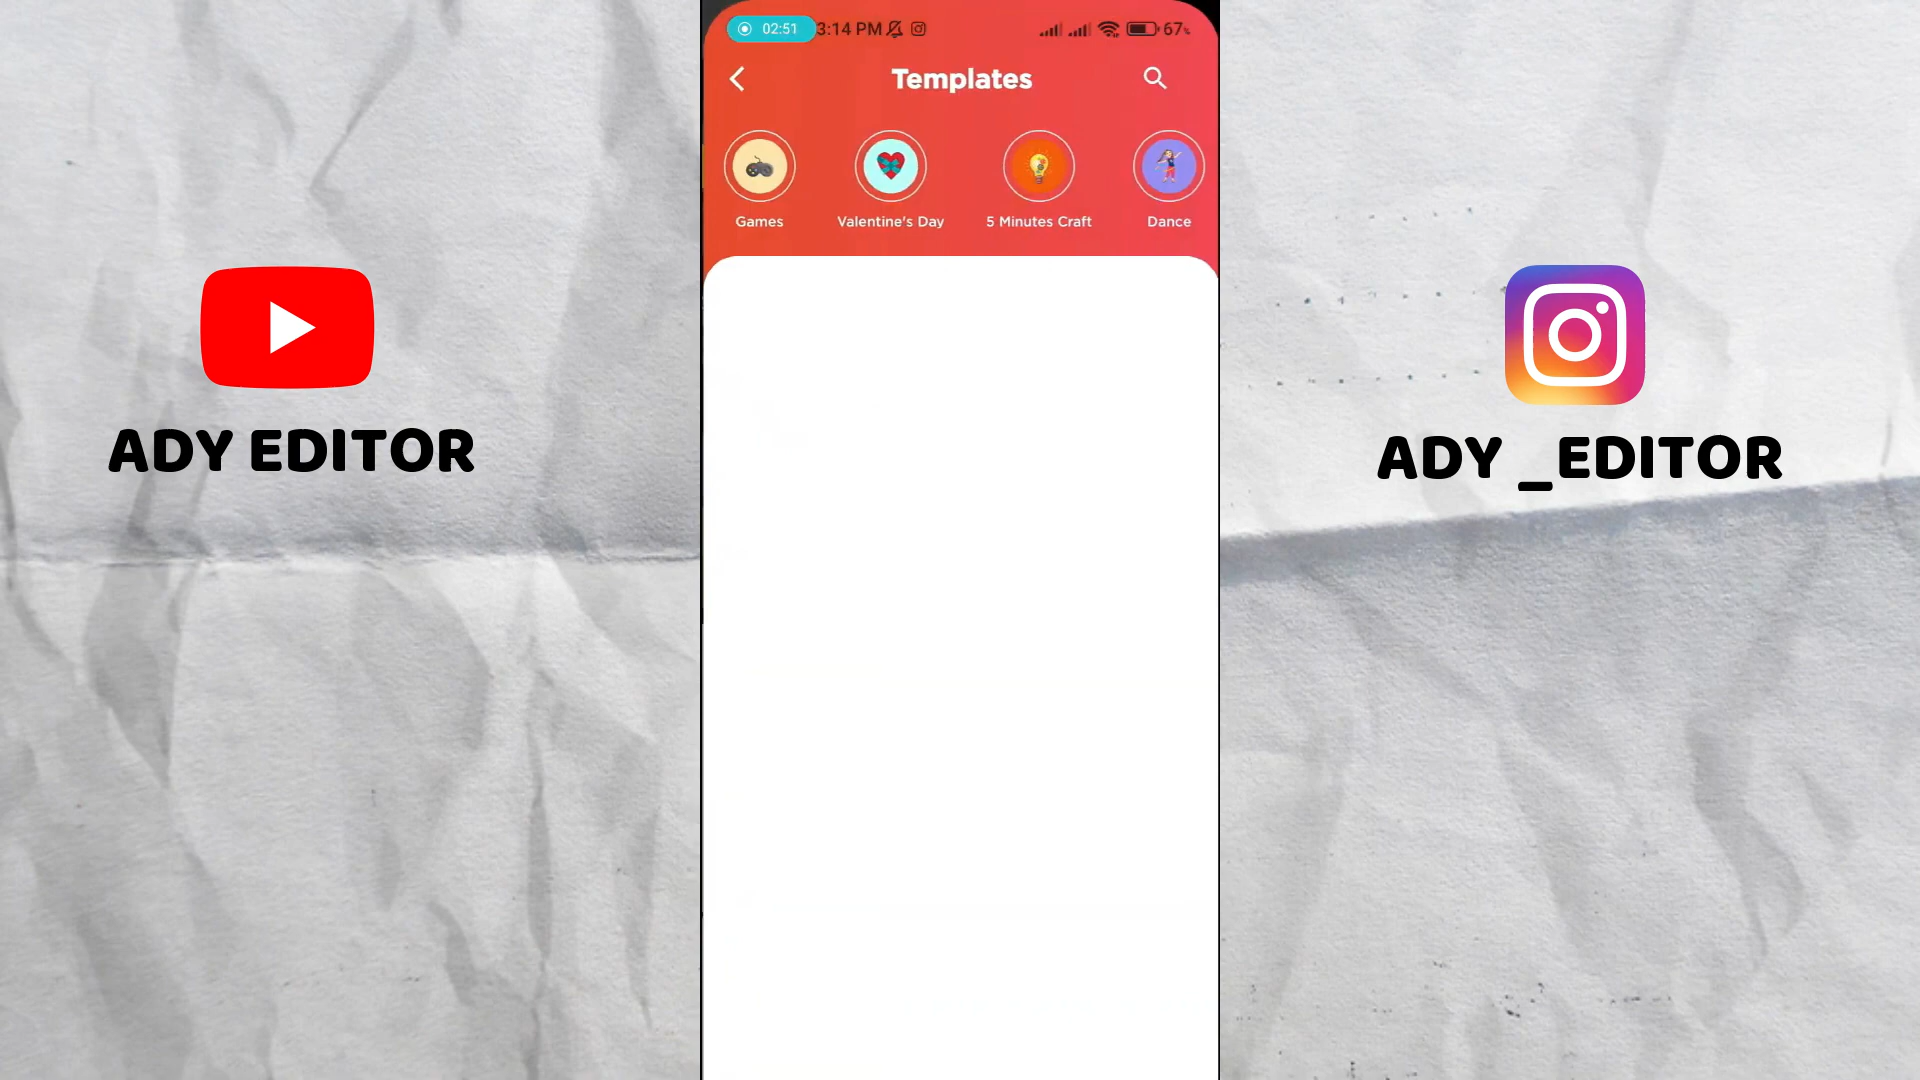 02:51 3:14 PM 67%
Templates
Games
Valentine's Day
5 Minutes Craft
Dance
ADY EDITOR
ADY _EDITOR